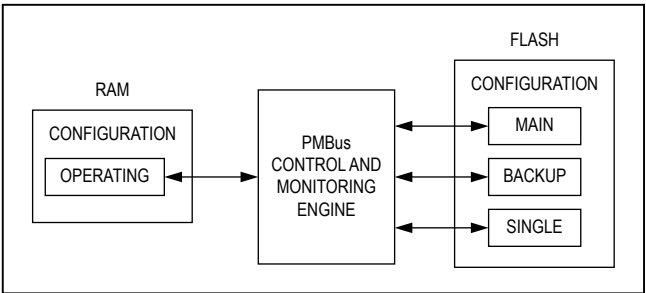 RAM
CONFIGURATION
OPERATING
PMBus
CONTROL AND
MONITORING
ENGINE
FLASH
CONFIGURATION
MAIN
BACKUP
SINGLE